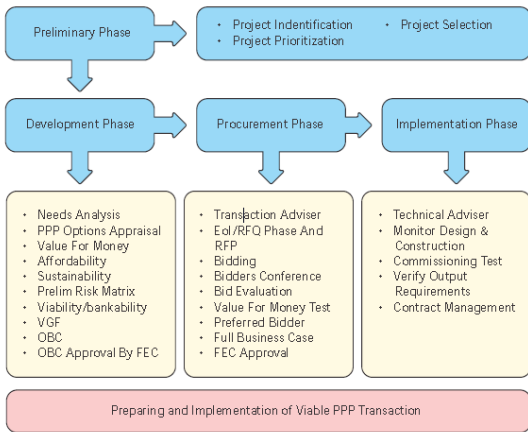 Preliminary Phase
• Project Indentification
• Project Selection
• Project Prioritization
Development Phase
Procurement Phase
Implementation Phase
• Needs Analysis
• PPP Options Appraisal
• Value For Money
• Affordability
• Sustainability
• Prelim Risk Matrix
• Viability/bankability
• VGF
• OBC
• OBC Approval By FEC
• Transaction Adviser
• EoI/RFQ Phase And
RFP
• Bidding
• Bidders Conference
• Bid Evaluation
• Value For Money Test
• Preferred Bidder
• Full Business Case
• FEC Approval
• Technical Adviser
• Monitor Design &
Construction
• Commissioning Test
• Verify Output
Requirements
• Contract Management
Preparing and Implementation of Viable PPP Transaction